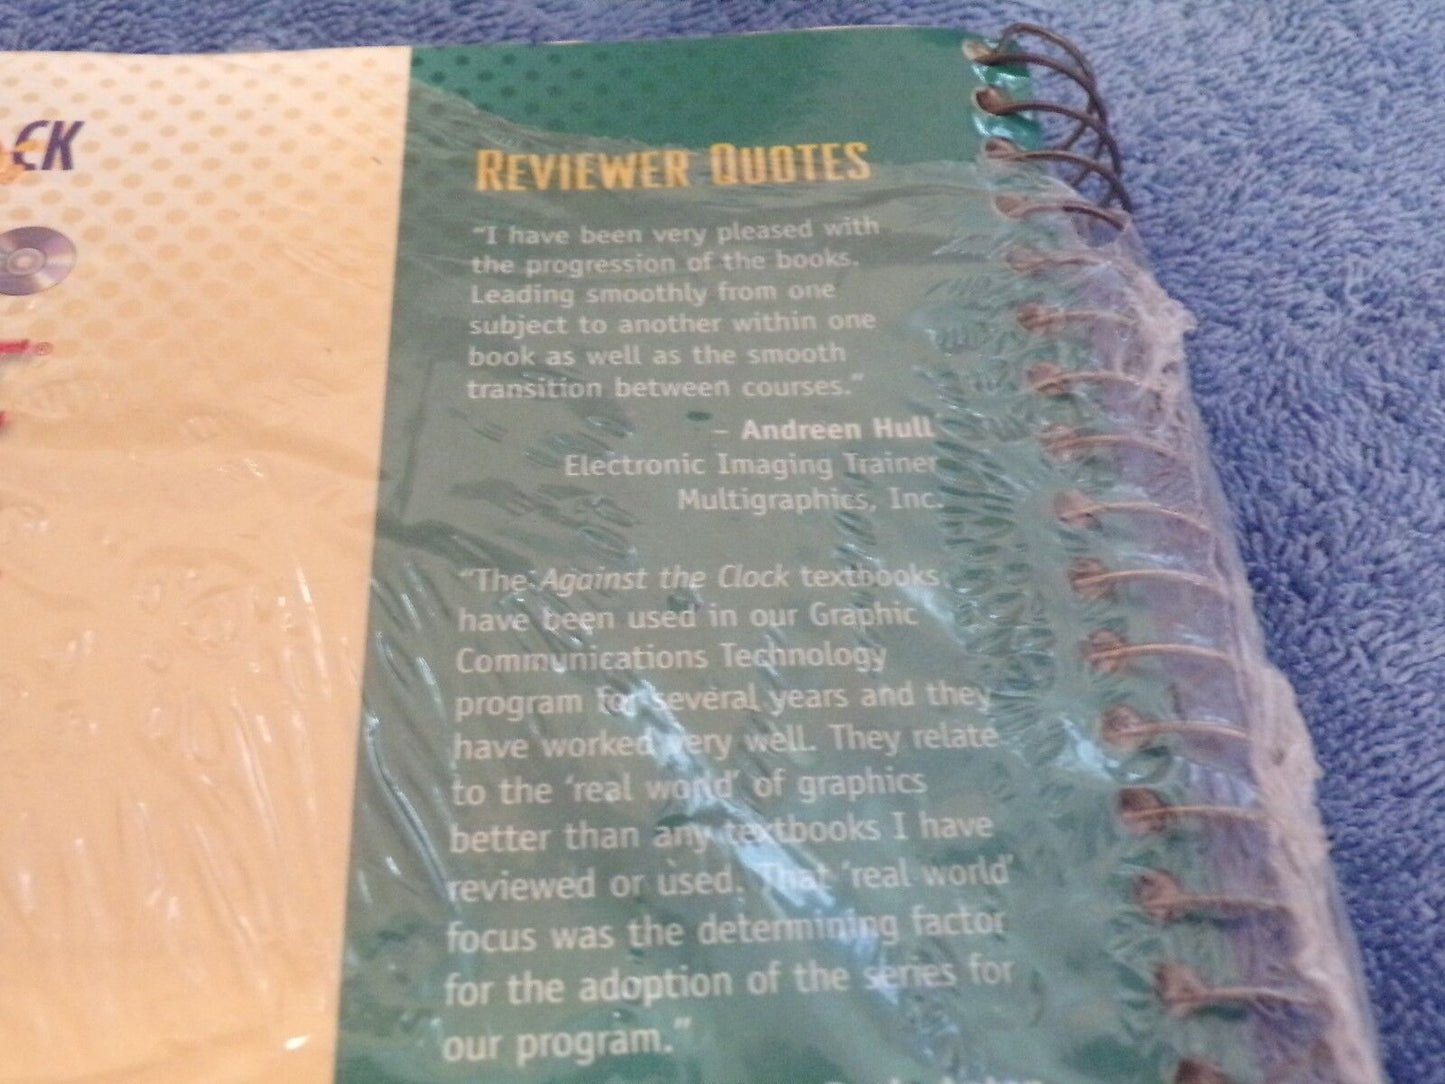 CK
REVIEWER QUOTES
"I have been very pleased with
the progression of the books.
Leading smoothly from one
subject to another within one
book as well as the smooth
transition between courses."
– Andreen Hull
Electronic Imaging Trainer
Multigraphics, Inc.
"The Against the Clock textbooks
have been used in our Graphic
Communications Technology
program for several years and they
have worked very well. They relate
to the 'real world' of graphics
better than any textbooks I have
reviewed or used. That 'real world'
focus was the determining factor
for the adoption of the series for
our program."